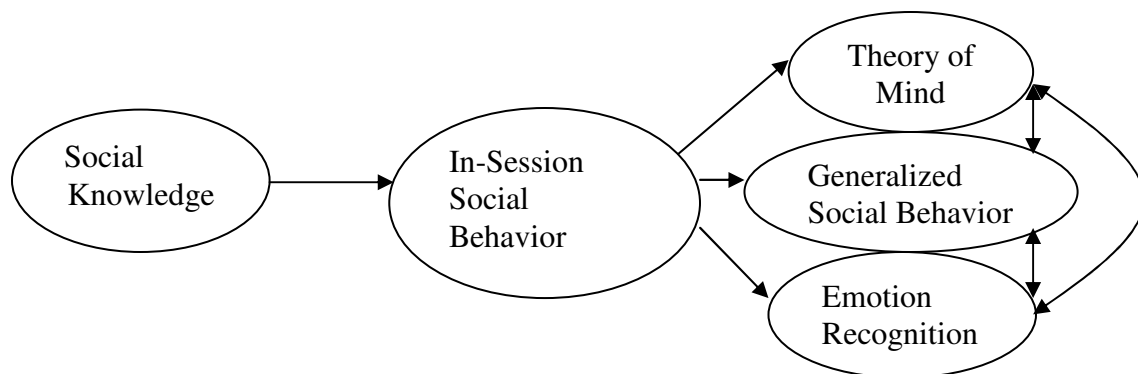 Social
Knowledge
In-Session
Social
Behavior
Theory of
Mind
Generalized
Social Behavior
Emotion
Recognition